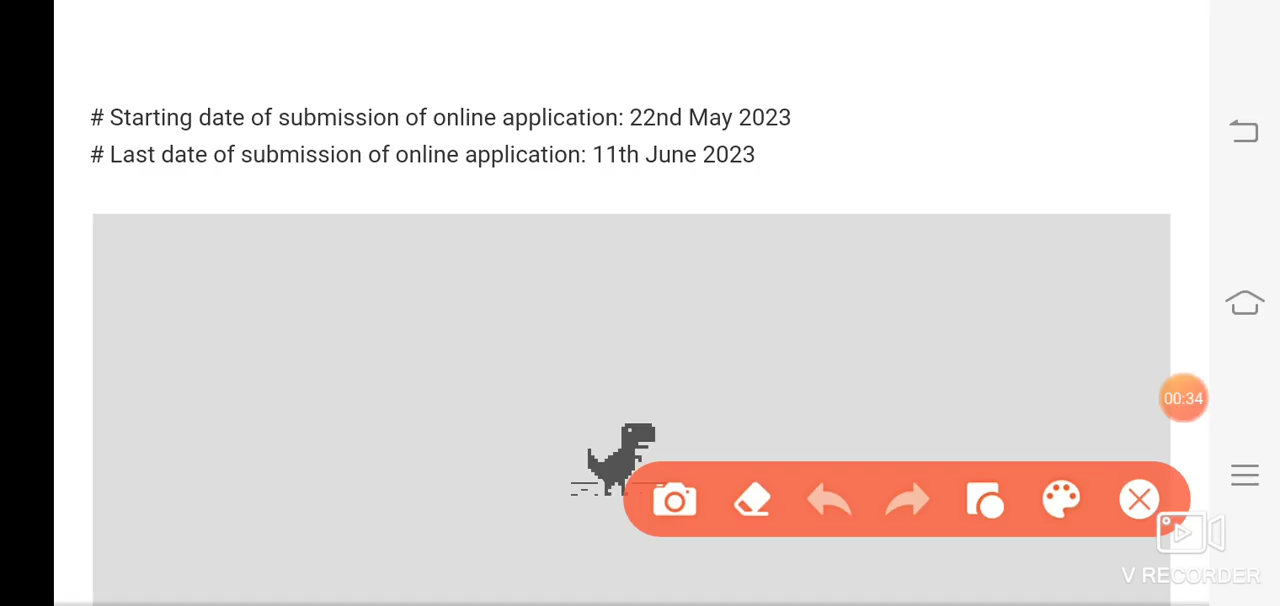 # Starting date of submission of online application: 22nd May 2023
# Last date of submission of online application: 11th June 2023
00:34
V RECORDER